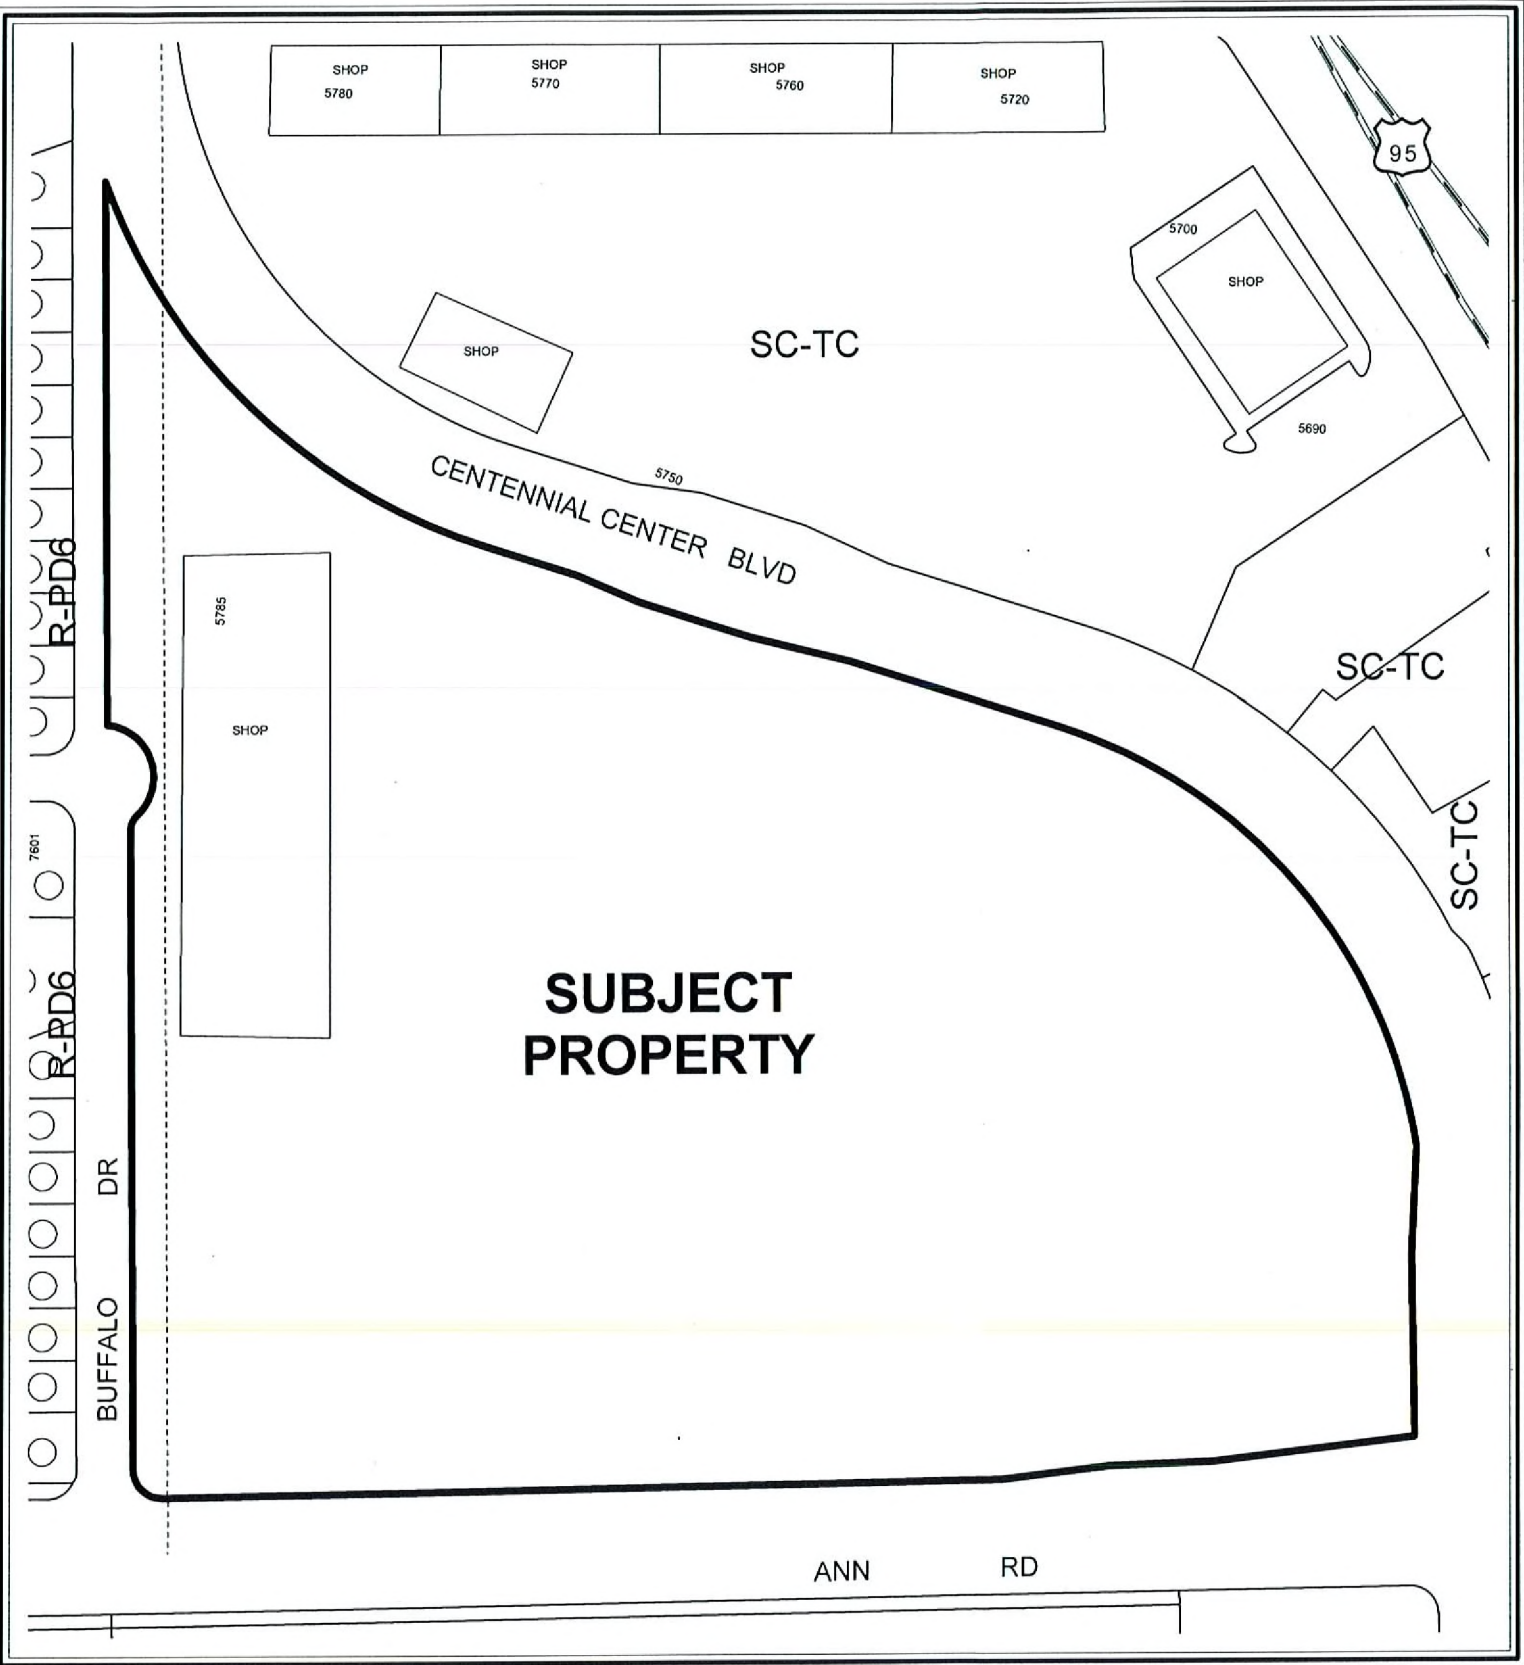 SHOP
5780
SHOP
5770
SHOP
5760
SHOP
5720
95
5700
SHOP
SHOP
SC-TC
5690
5750
CENTENNIAL CENTER BLVD
R-PD6
5785
SC-TC
SHOP
7601
SC-TC
SUBJECT
PROPERTY
R-PD6
BUFFALO DR
ANN RD